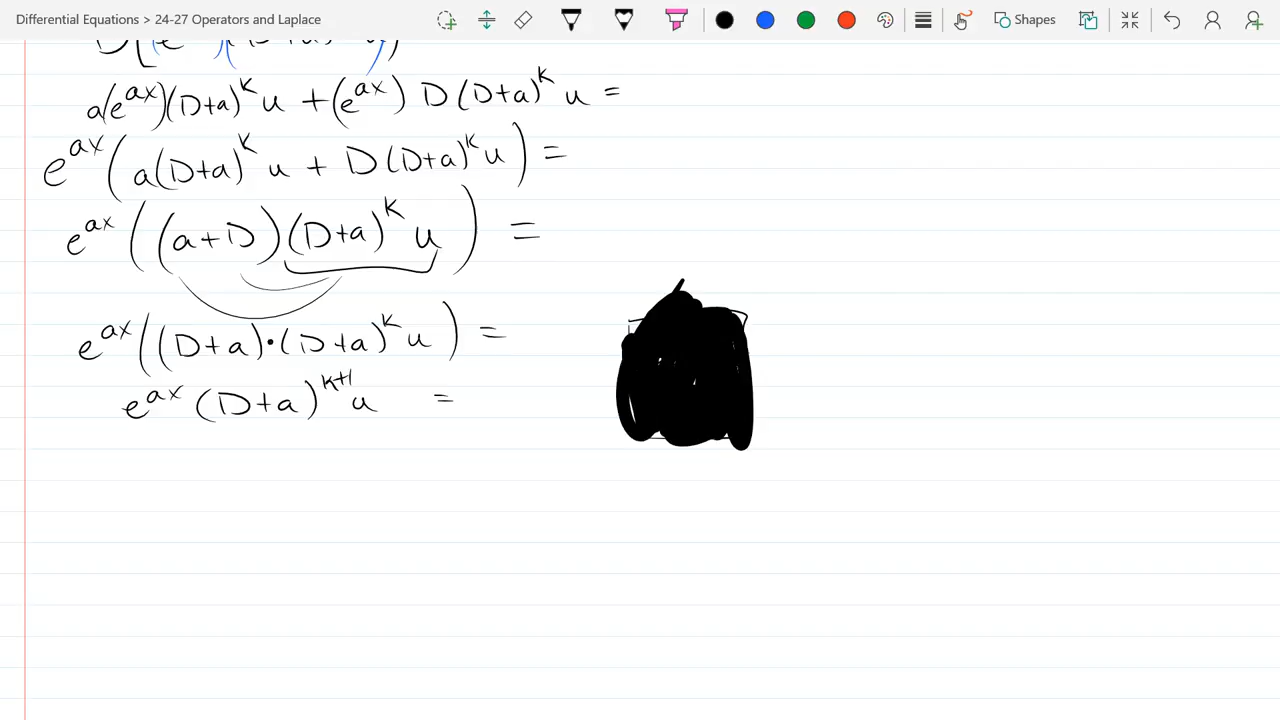 Differential Equations > 24-27 Operators and Laplace
Shapes
a(e^{ax})(D+a)^k u + (e^{ax}) D(D+a)^k u =
e^{ax}(a(D+a)^k u + D(D+a)^k u) =
e^{ax}((a+D)(D+a)^k u) =
e^{ax}((D+a)·(D+a)^k u) =
e^{ax}(D+a)^{k+1} u =